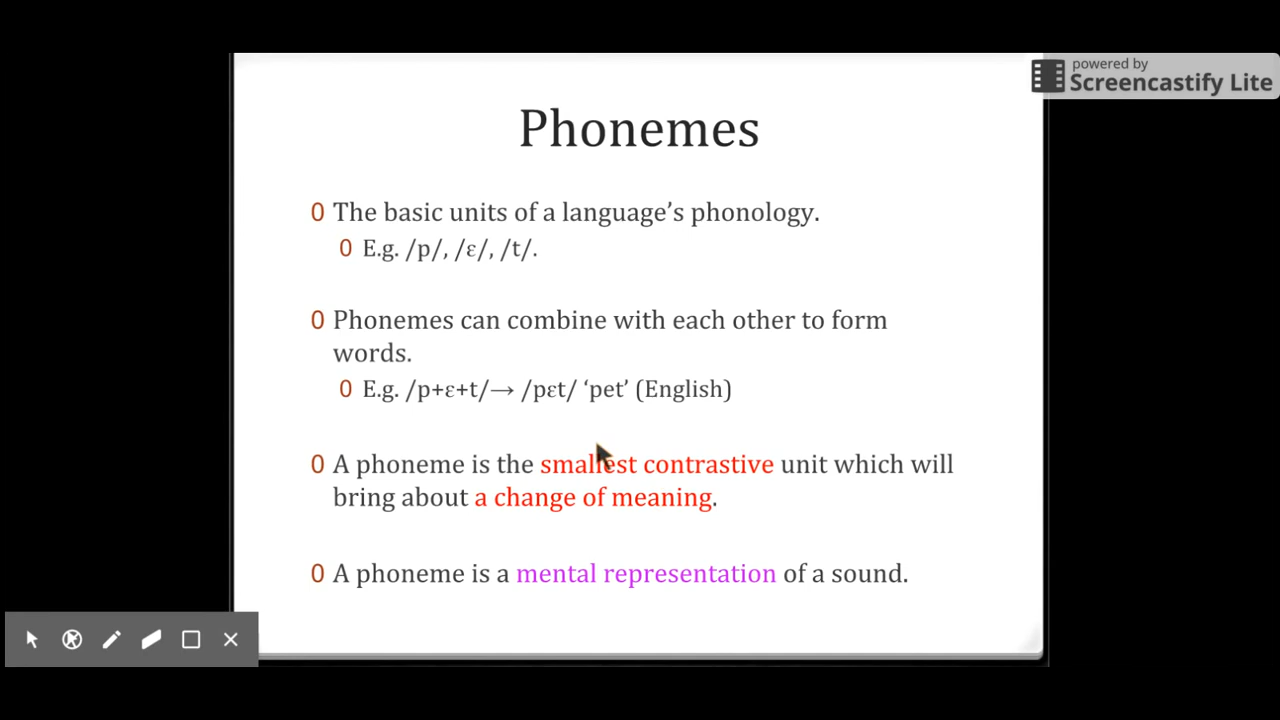 powered by
Screencastify Lite
Phonemes
0 The basic units of a language’s phonology.
0 E.g. /p/, /ɛ/, /t/.
0 Phonemes can combine with each other to form
words.
0 E.g. /p+ɛ+t/→ /pɛt/ ‘pet’ (English)
0 A phoneme is the smallest contrastive unit which will
bring about a change of meaning.
0 A phoneme is a mental representation of a sound.